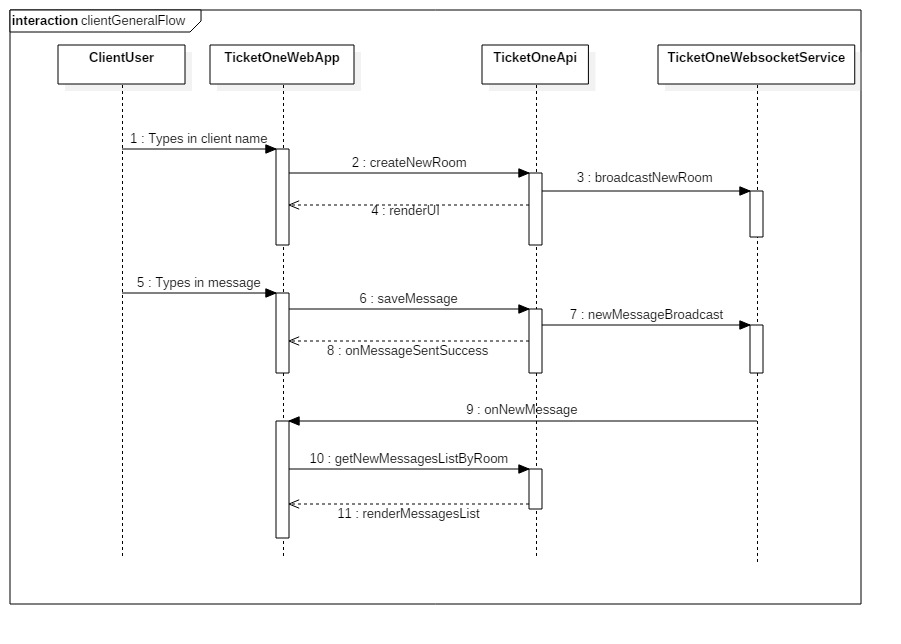 interaction clientGeneralFlow
ClientUser
TicketOneWebApp
TicketOneApi
TicketOneWebsocketService
1 : Types in client name
2 : createNewRoom
3 : broadcastNewRoom
4 : renderUI
5 : Types in message
6 : saveMessage
7 : newMessageBroadcast
8 : onMessageSentSuccess
9 : onNewMessage
10 : getNewMessagesListByRoom
11 : renderMessagesList